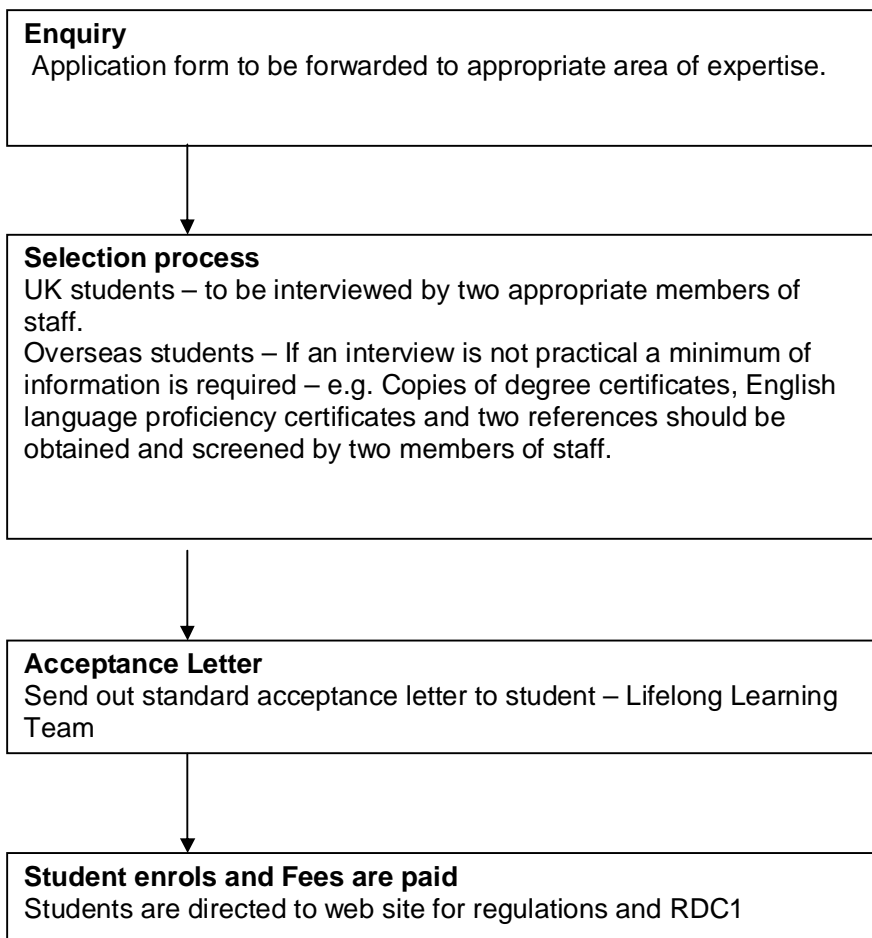 Enquiry
Application form to be forwarded to appropriate area of expertise.
Selection process
UK students – to be interviewed by two appropriate members of
staff.
Overseas students – If an interview is not practical a minimum of
information is required – e.g. Copies of degree certificates, English
language proficiency certificates and two references should be
obtained and screened by two members of staff.
Acceptance Letter
Send out standard acceptance letter to student – Lifelong Learning
Team
Student enrols and Fees are paid
Students are directed to web site for regulations and RDC1